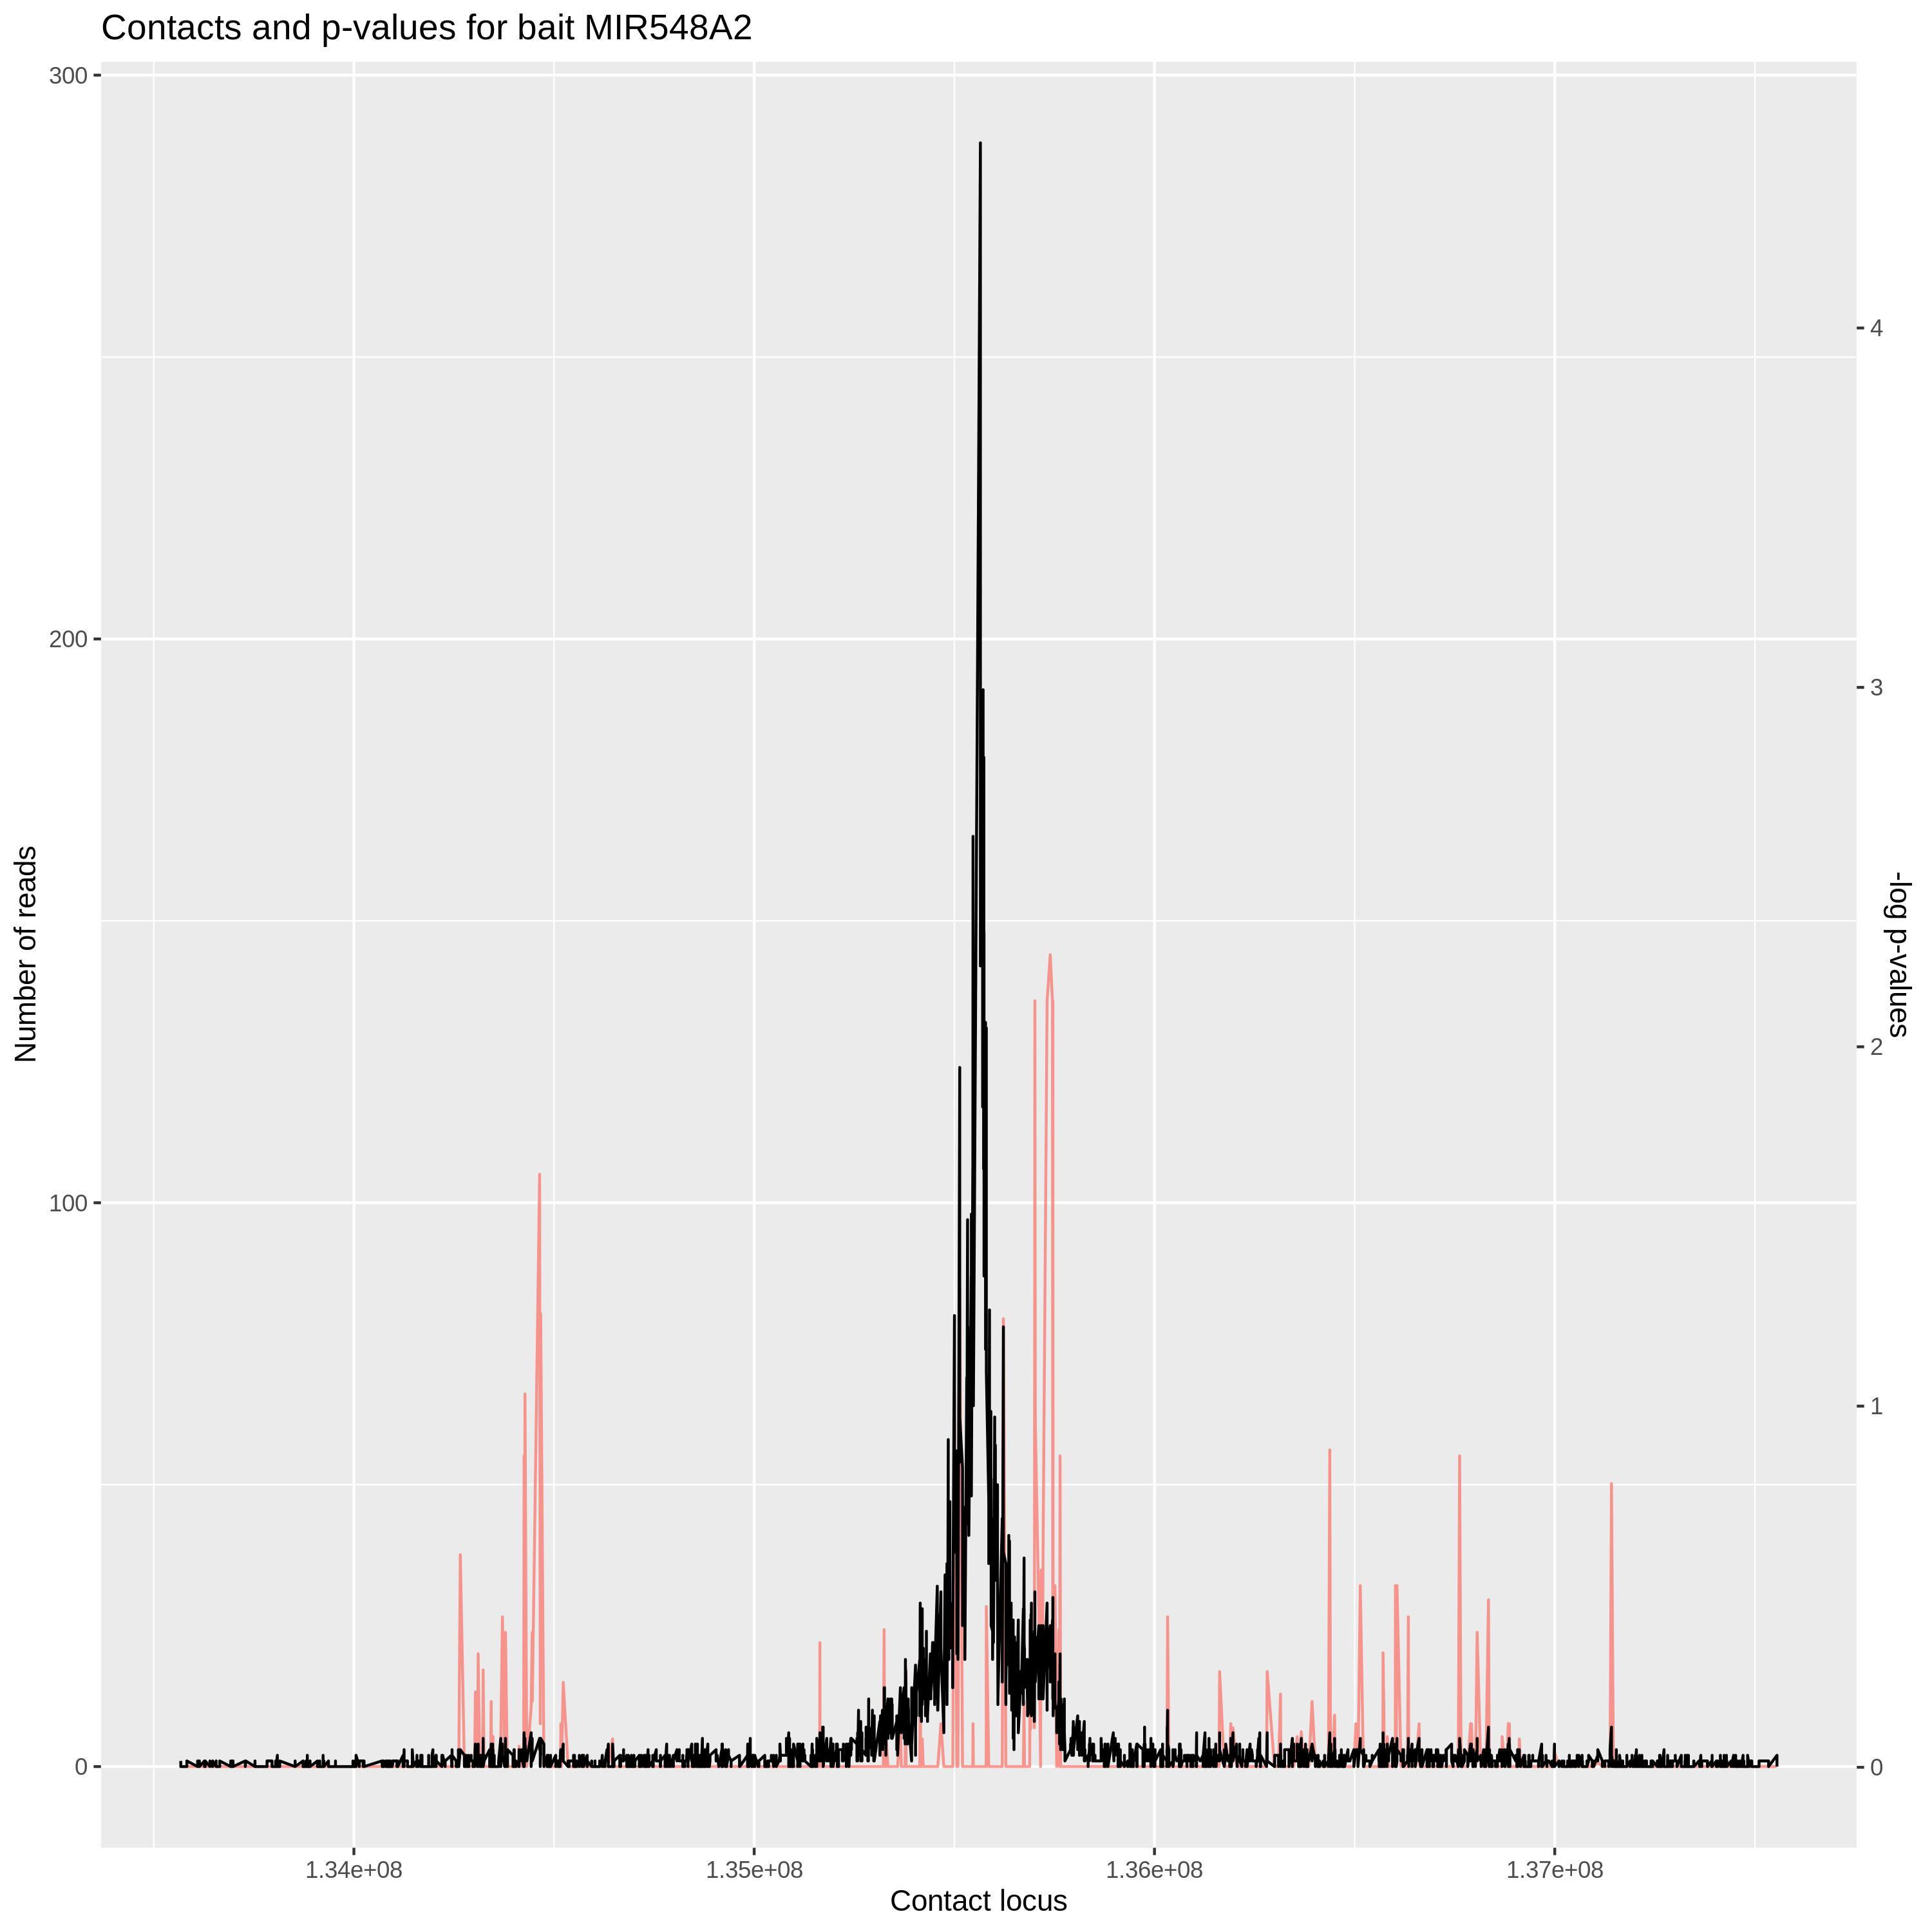 Contacts and p-values for bait MIR548A2
300
200
100
0
Number of reads
4
3
2
1
0
-log p-values
1.34e+08 1.35e+08 1.36e+08 1.37e+08
Contact locus